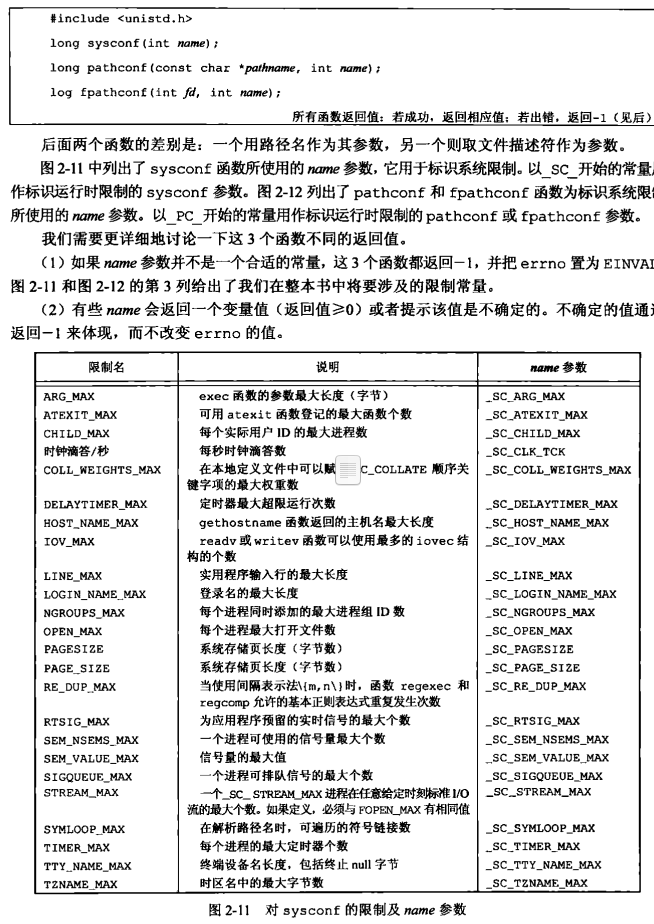 #include <unistd.h>
long sysconf(int name);
long pathconf(const char *pathname, int name);
log fpathconf(int fd, int name);
所有函数返回值：若成功，返回相应值；若出错，返回-1（见后）
后面两个函数的差别是：一个用路径名作为其参数，另一个则取文件描述符作为参数。
图 2-11 中列出了 sysconf 函数所使用的 name 参数，它用于标识系统限制。以_SC_开始的常量
作标识运行时限制的 sysconf 参数。图 2-12 列出了 pathconf 和 fpathconf 函数为标识系统限
所使用的 name 参数。以_PC_开始的常量用作标识运行时限制的 pathconf 或 fpathconf 参数。
我们需要更详细地讨论一下这 3 个函数不同的返回值。
（1）如果 name 参数并不是一个合适的常量，这 3 个函数都返回-1，并把 errno 置为 EINVAL
图 2-11 和图 2-12 的第 3 列给出了我们在整本书中将要涉及的限制常量。
（2）有些 name 会返回一个变量值（返回值≥0）或者提示该值是不确定的。不确定的值通
返回-1 来体现，而不改变 errno 的值。
限制名 说明 name 参数
ARG_MAX exec 函数的参数最大长度（字节） _SC_ARG_MAX
ATEXIT_MAX 可用 atexit 函数登记的最大函数个数 _SC_ATEXIT_MAX
CHILD_MAX 每个实际用户 ID 的最大进程数 _SC_CHILD_MAX
时钟滴答/秒 每秒时钟滴答数 _SC_CLK_TCK
COLL_WEIGHTS_MAX 在本地定义文件中可以赋 C_COLLATE 顺序关 _SC_COLL_WEIGHTS_MAX
键字项的最大权重数
DELAYTIMER_MAX 定时器最大超限运行次数 _SC_DELAYTIMER_MAX
HOST_NAME_MAX gethostname 函数返回的主机名最大长度 _SC_HOST_NAME_MAX
IOV_MAX readv 或 writev 函数可以使用最多的 iovec 结 _SC_IOV_MAX
构的个数
LINE_MAX 实用程序输入行的最大长度 _SC_LINE_MAX
LOGIN_NAME_MAX 登录名的最大长度 _SC_LOGIN_NAME_MAX
NGROUPS_MAX 每个进程同时添加的最大进程组 ID 数 _SC_NGROUPS_MAX
OPEN_MAX 每个进程最大打开文件数 _SC_OPEN_MAX
PAGESIZE 系统存储页长度（字节数） _SC_PAGESIZE
PAGE_SIZE 系统存储页长度（字节数） _SC_PAGE_SIZE
RE_DUP_MAX 当使用间隔表示法\{m,n\}时，函数 regexec 和 _SC_RE_DUP_MAX
regcomp 允许的基本正则表达式重复发生次数
RTSIG_MAX 为应用程序预留的实时信号的最大个数 _SC_RTSIG_MAX
SEM_NSEMS_MAX 一个进程可使用的信号量最大个数 _SC_SEM_NSEMS_MAX
SEM_VALUE_MAX 信号量的最大值 _SC_SEM_VALUE_MAX
SIGQUEUE_MAX 一个进程可排队信号的最大个数 _SC_SIGQUEUE_MAX
STREAM_MAX 一个_SC_ STREAM_MAX 进程在任意给定时刻标准 I/O _SC_STREAM_MAX
流的最大个数。如果定义，必须与 FOPEN_MAX 有相同值
SYMLOOP_MAX 在解析路径名时，可遍历的符号链接数 _SC_SYMLOOP_MAX
TIMER_MAX 每个进程的最大定时器个数 _SC_TIMER_MAX
TTY_NAME_MAX 终端设备名长度，包括终止 null 字节 _SC_TTY_NAME_MAX
TZNAME_MAX 时区名中的最大字节数 _SC_TZNAME_MAX
图 2-11 对 sysconf 的限制及 name 参数